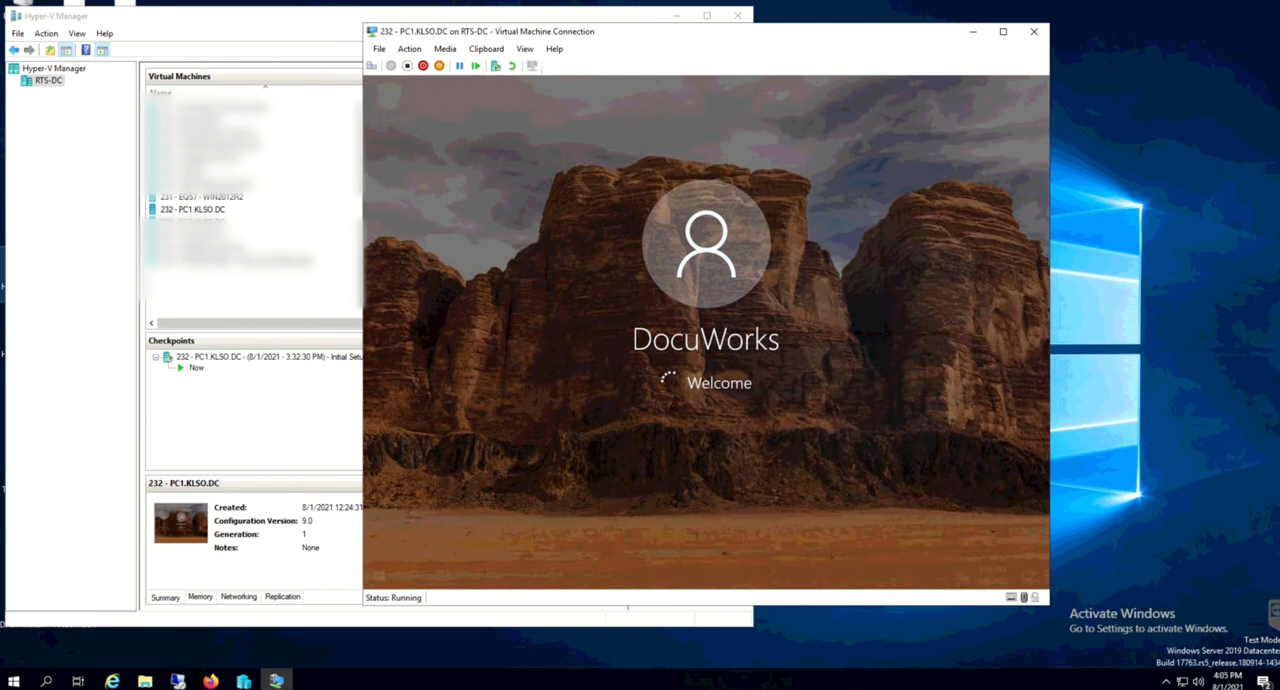 Hyper-V Manager
File Action View Help
Hyper-V Manager
RTS-DC
Virtual Machines
Name
231 - EQ57 - WIN2012R2
232 - PC1.KLSO.DC
Checkpoints
232 - PC1.KLSO.DC - (8/1/2021 - 3:32:30 PM) - Initial Setu
Now
232 - PC1.KLSO.DC
Created: 8/1/2021 12:24:31
Configuration Version: 9.0
Generation: 1
Notes: None
Summary Memory Networking Replication
232 - PC1.KLSO.DC on RTS-DC - Virtual Machine Connection
File Action Media Clipboard View Help
DocuWorks
Welcome
Status: Running
Activate Windows
Go to Settings to activate Windows.
Test Mode
Windows Server 2019 Datacenter
Build 17763.rs5_release.180914-1434
4:05 PM
8/1/2021